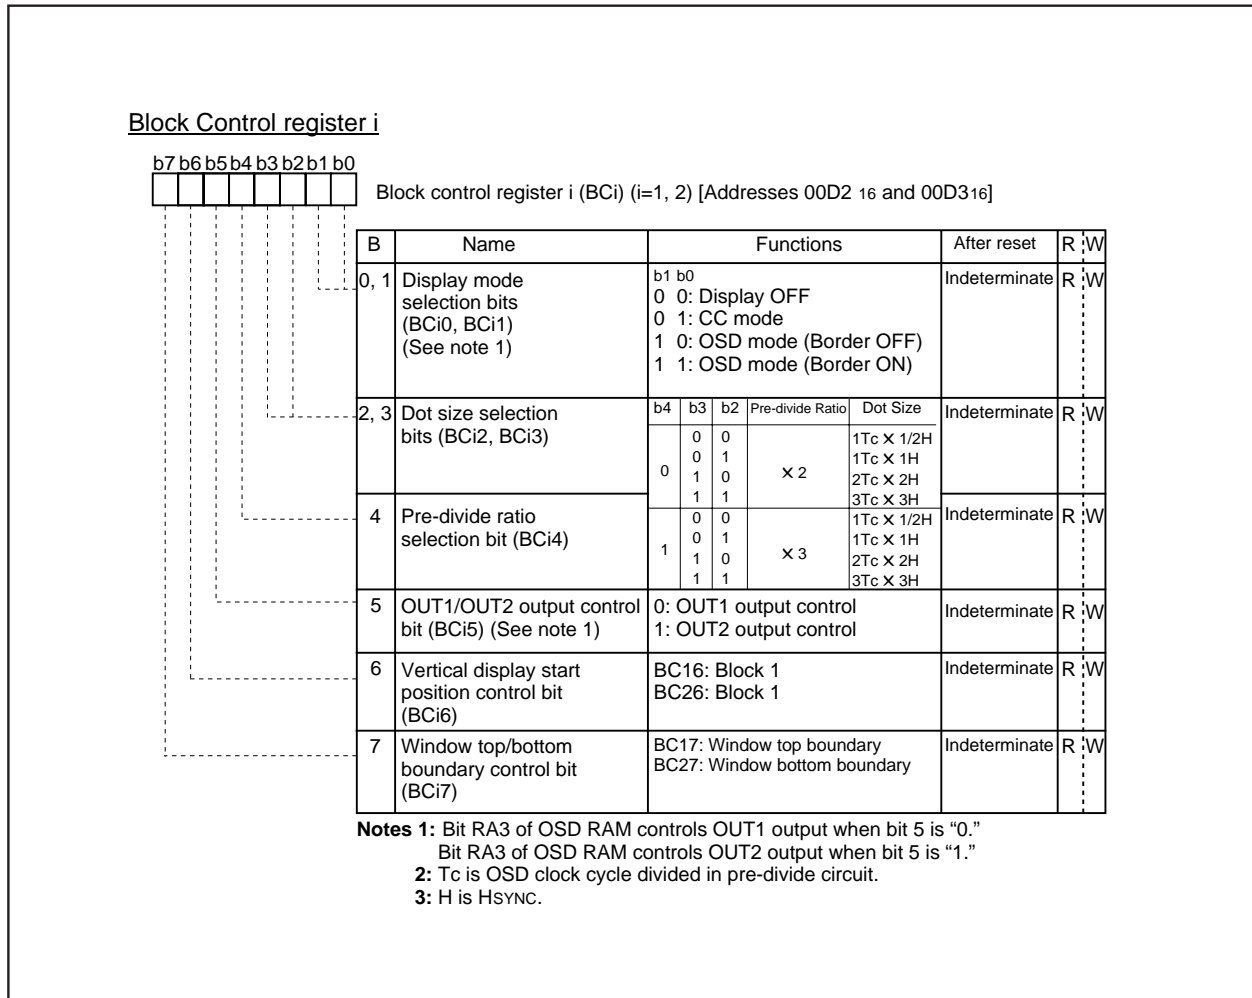 Block Control register i
b7 b6 b5 b4 b3 b2 b1 b0
Block control register i (BCi) (i=1, 2) [Addresses 00D2 16 and 00D316]
B Name Functions After reset R W
0, 1 Display mode selection bits (BCi0, BCi1) (See note 1)
b1 b0
0 0: Display OFF
0 1: CC mode
1 0: OSD mode (Border OFF)
1 1: OSD mode (Border ON)
Indeterminate R W
2, 3 Dot size selection bits (BCi2, BCi3)
b4 b3 b2 Pre-divide Ratio Dot Size
0 0 0 × 2 1Tc × 1/2H
0 1 1Tc × 1H
1 0 2Tc × 2H
1 1 3Tc × 3H
Indeterminate R W
4 Pre-divide ratio selection bit (BCi4)
1 0 0 × 3 1Tc × 1/2H
0 1 1Tc × 1H
1 0 2Tc × 2H
1 1 3Tc × 3H
Indeterminate R W
5 OUT1/OUT2 output control bit (BCi5) (See note 1)
0: OUT1 output control
1: OUT2 output control
Indeterminate R W
6 Vertical display start position control bit (BCi6)
BC16: Block 1
BC26: Block 1
Indeterminate R W
7 Window top/bottom boundary control bit (BCi7)
BC17: Window top boundary
BC27: Window bottom boundary
Indeterminate R W
Notes 1: Bit RA3 of OSD RAM controls OUT1 output when bit 5 is “0.”
Bit RA3 of OSD RAM controls OUT2 output when bit 5 is “1.”
2: Tc is OSD clock cycle divided in pre-divide circuit.
3: H is HSYNC.